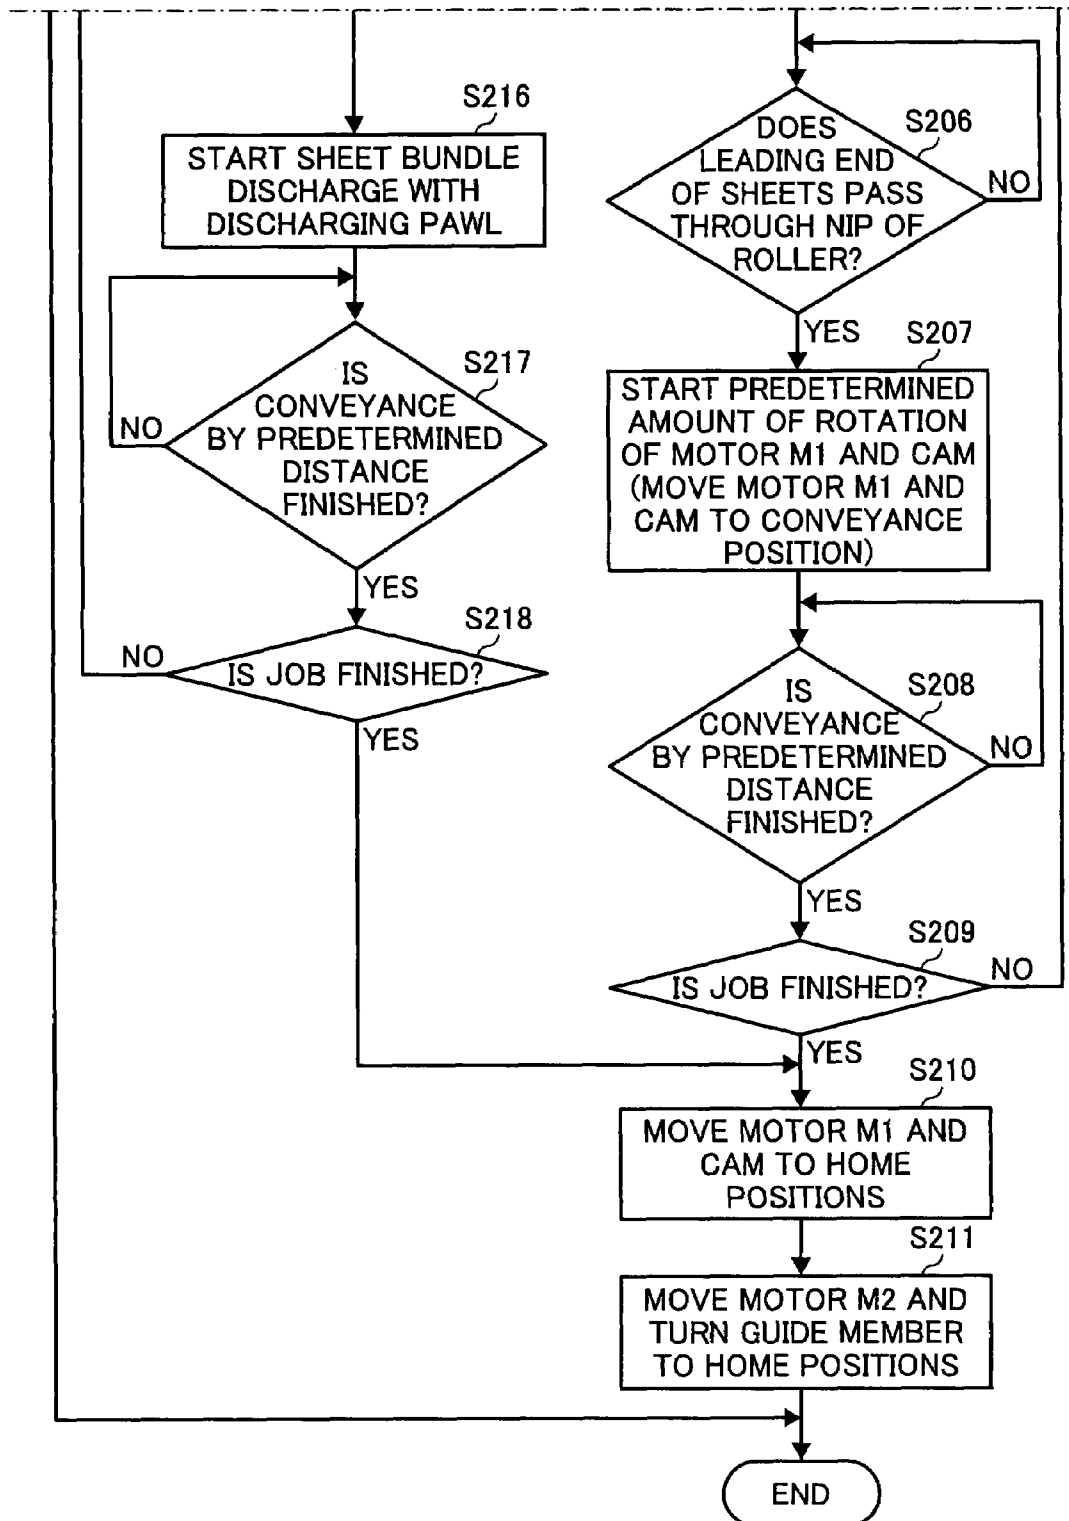 S216
START SHEET BUNDLE
DISCHARGE WITH
DISCHARGING PAWL
S217
IS
CONVEYANCE
BY PREDETERMINED
DISTANCE
FINISHED?
NO
YES
S218
IS JOB FINISHED?
NO
YES
S206
DOES
LEADING END
OF SHEETS PASS
THROUGH NIP OF
ROLLER?
NO
YES
S207
START PREDETERMINED
AMOUNT OF ROTATION
OF MOTOR M1 AND CAM
(MOVE MOTOR M1 AND
CAM TO CONVEYANCE
POSITION)
S208
IS
CONVEYANCE
BY PREDETERMINED
DISTANCE
FINISHED?
NO
YES
S209
IS JOB FINISHED?
NO
YES
S210
MOVE MOTOR M1 AND
CAM TO HOME
POSITIONS
S211
MOVE MOTOR M2 AND
TURN GUIDE MEMBER
TO HOME POSITIONS
END